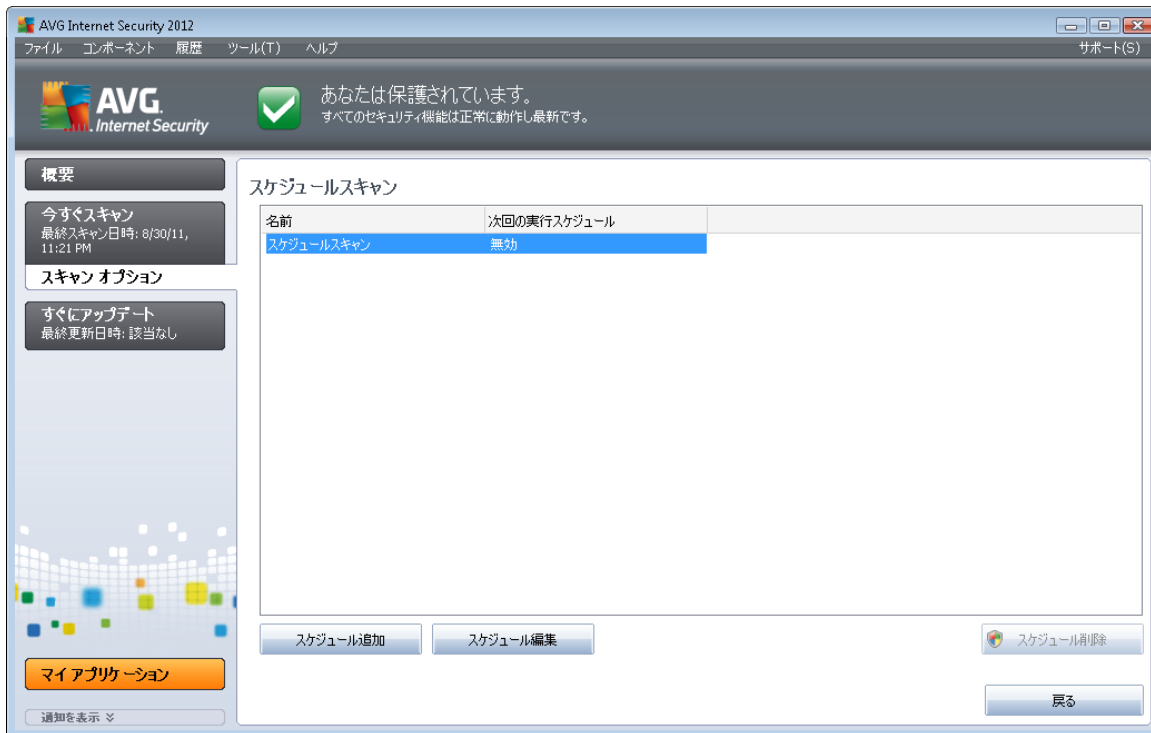 AVG Internet Security 2012
ファイル コンポーネント 履歴 ツール(T) ヘルプ サポート(S)
AVG.
Internet Security
あなたは保護されています。
すべてのセキュリティ機能は正常に動作し最新です。
概要
今すぐスキャン
最終スキャン日時: 8/30/11,
11:21 PM
スキャン オプション
すぐにアップデート
最終更新日時: 該当なし
マイ アプリケーション
通知を表示
スケジュールスキャン
名前 次回の実行スケジュール
スケジュールスキャン 無効
スケジュール追加 スケジュール編集 スケジュール削除
戻る